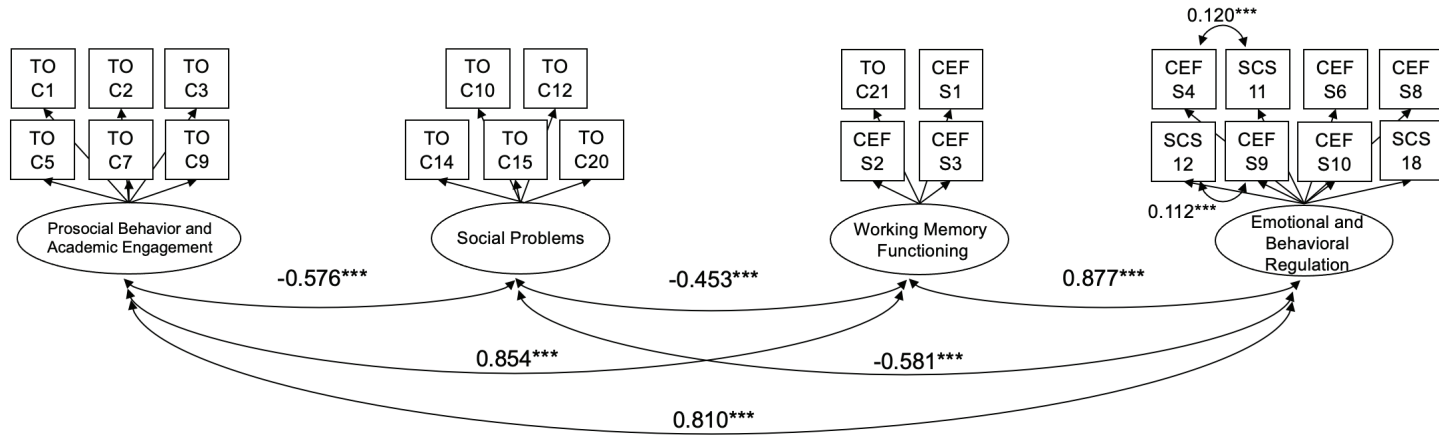 0.120***
TO
C1
TO
C2
TO
C3
TO
C10
TO
C12
TO
C21
CEF
S1
CEF
S4
SCS
11
CEF
S6
CEF
S8
TO
C5
TO
C7
TO
C9
TO
C14
TO
C15
TO
C20
CEF
S2
CEF
S3
SCS
12
CEF
S9
CEF
S10
SCS
18
0.112***
Prosocial Behavior and
Academic Engagement
Social Problems
Working Memory
Functioning
Emotional and
Behavioral
Regulation
-0.576***
-0.453***
0.877***
0.854***
-0.581***
0.810***